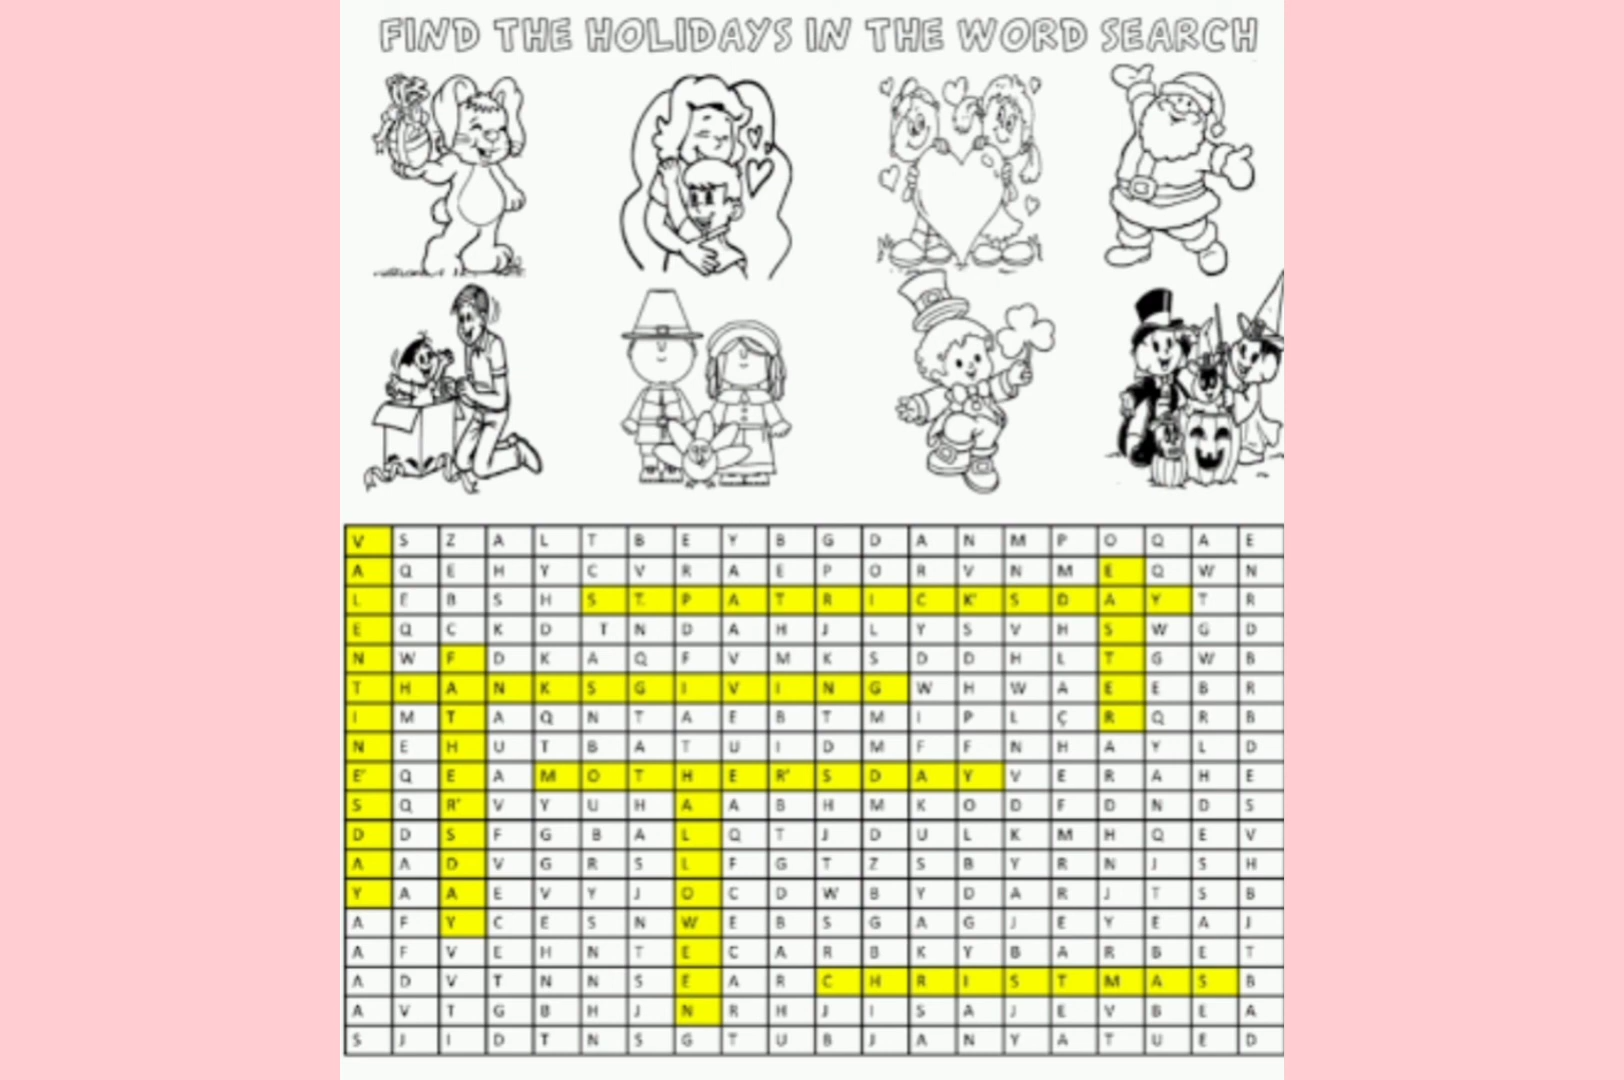 FIND THE HOLIDAYS IN THE WORD SEARCH
V S Z A L T B E Y B G D A N M P O Q A E
A Q E H Y C V R A E P O R V N M E Q W N
L E B S H S T. P A T R I C K' S D A Y T R
E Q C K D T N D A H J L Y S V H S W G D
N W F D K A Q F V M K S D D H L T G W B
T H A N K S G I V I N G W H W A E E B R
I M T A Q N T A E B T M I P L Ç R Q R B
N E H U T B A T U I D M F F N H A Y L D
E' Q E A M O T H E R' S D A Y V E R A H E
S Q R' V Y U H A A B H M K O D F D N D S
D D S F G B A L Q T J D U L K M H Q E V
A A D V G R S L F G T Z S B Y R N J S H
Y A A E V Y J O C D W B Y D A R J T S B
A F Y C E S N W E B S G A G J E Y E A J
A F V E H N T E C A R B K Y B A R B E T
A D V T N N S E A R C H R I S T M A S B
A V T G B H J N R H J I S A J E V B E A
S J I D T N S G T U B J A N Y A T U E D